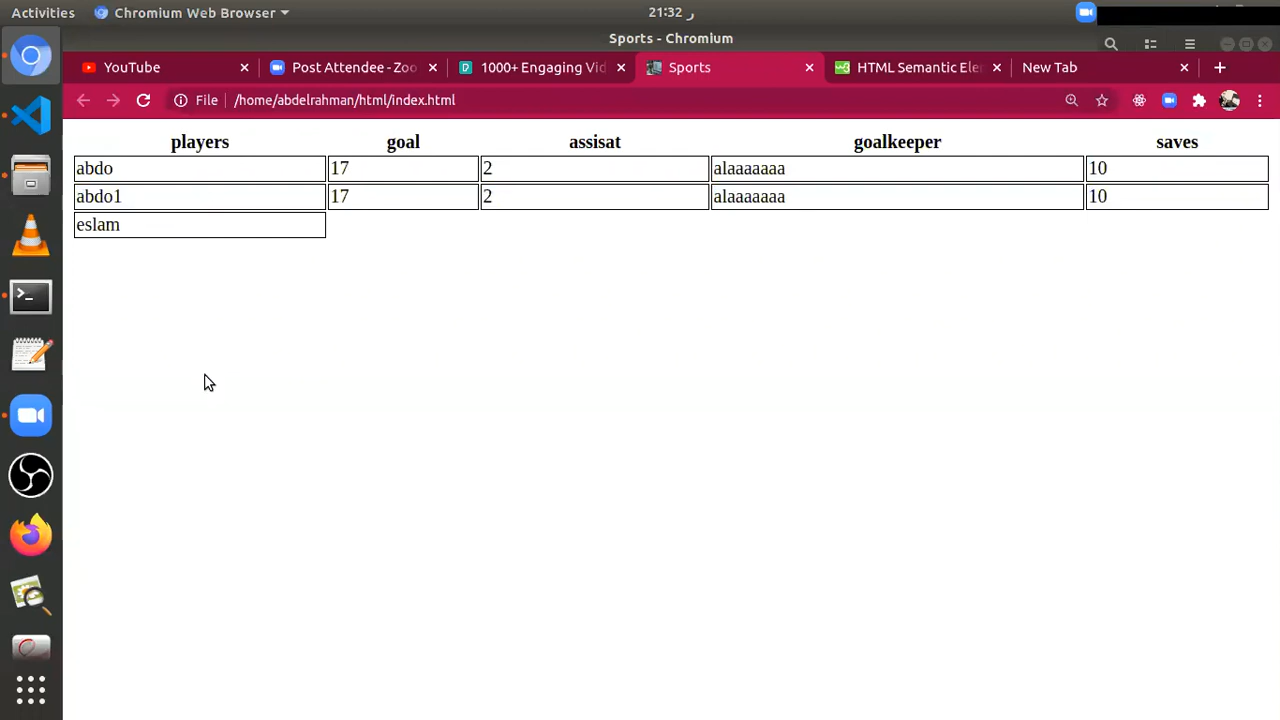 Activities Chromium Web Browser 21:32 ر
Sports - Chromium
YouTube Post Attendee - Zoo 1000+ Engaging Vid Sports HTML Semantic Ele New Tab
File /home/abdelrahman/html/index.html
players goal assisat goalkeeper saves
abdo 17 2 alaaaaaaa 10
abdo1 17 2 alaaaaaaa 10
eslam